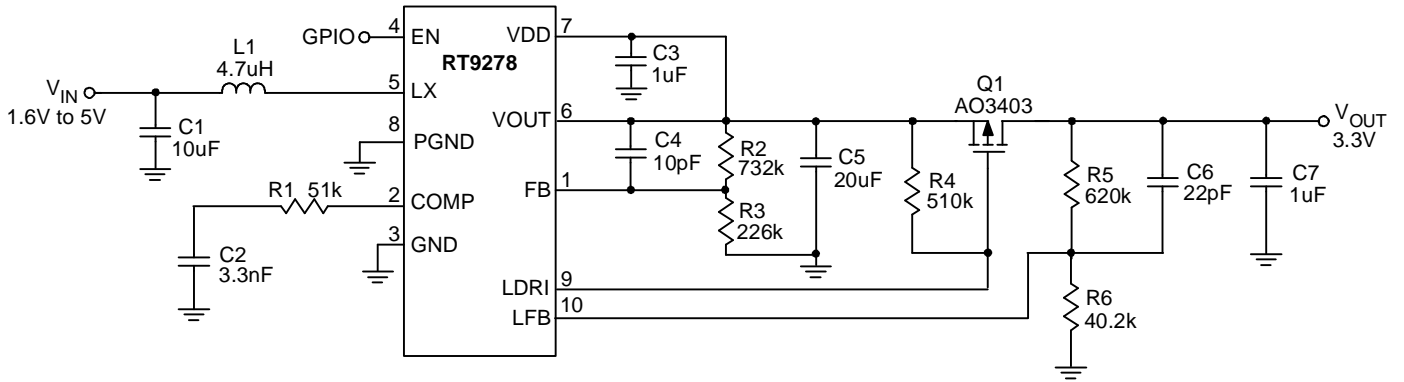 GPIO
4
EN
VDD
7
RT9278
C3
1uF
L1
4.7uH
VIN
1.6V to 5V
5
LX
C1
10uF
8
PGND
VOUT
6
Q1
AO3403
VOUT
3.3V
C4
10pF
R2
732k
C5
20uF
R4
510k
R5
620k
C6
22pF
C7
1uF
FB
1
R3
226k
R1 51k
2
COMP
3
GND
C2
3.3nF
LDRI
9
LFB
10
R6
40.2k